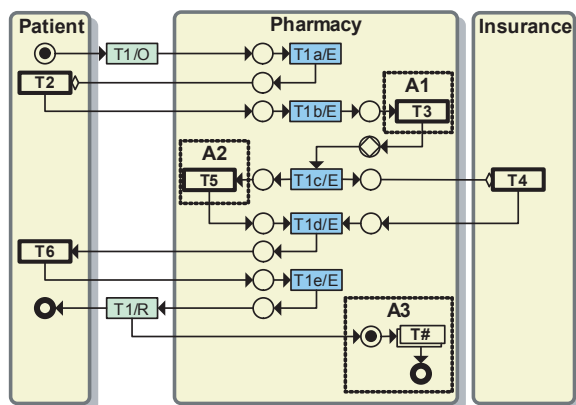 Patient Pharmacy Insurance
T1/O T1a/E
T2 A1
T1b/E T3
A2
T5 T1c/E T4
T1d/E
T6
T1e/E
T1/R A3
T#